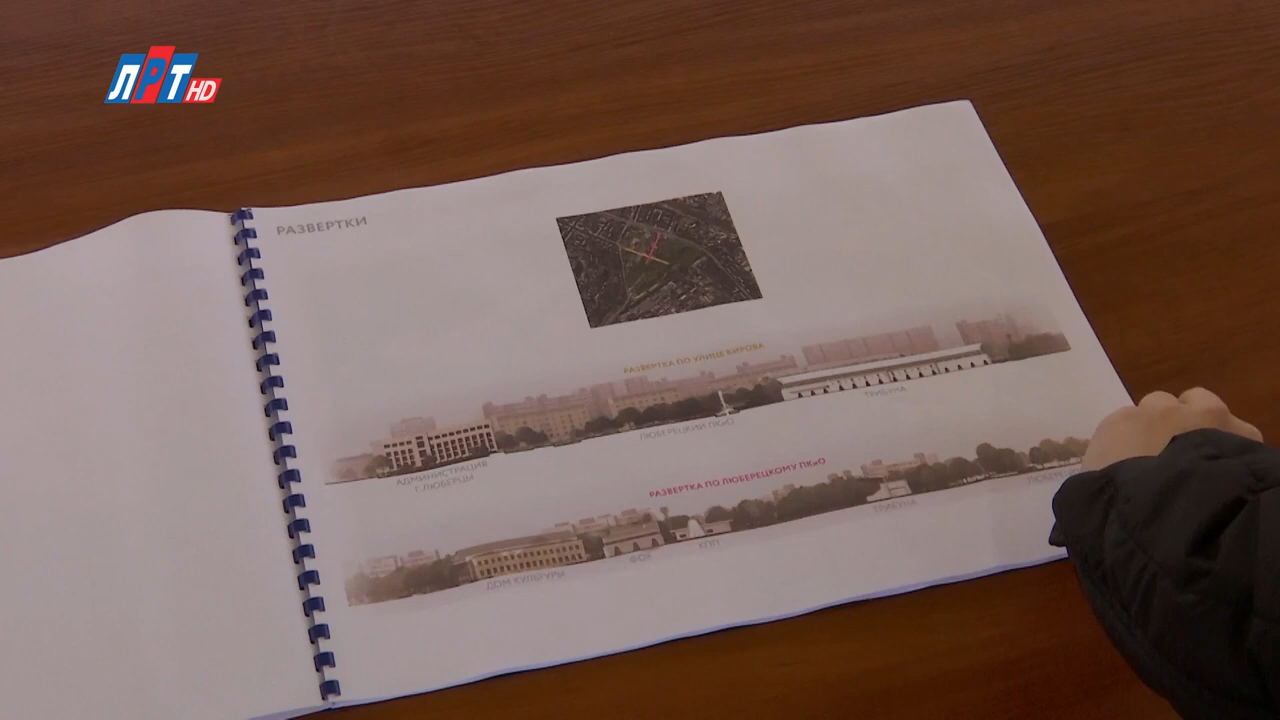 ЛРТ HD
РАЗВЕРТКИ
РАЗВЕРТКА ПО УЛИЦЕ КИРОВА
ТРИБУНА
ЛЮБЕРЕЦКИЙ ПКиО
АДМИНИСТРАЦИЯ
Г. ЛЮБЕРЦЫ
РАЗВЕРТКА ПО ЛЮБЕРЕЦКОМУ ПКиО
ТРИБУНА
КПП
ФОК
ДОМ КУЛЬТУРЫ